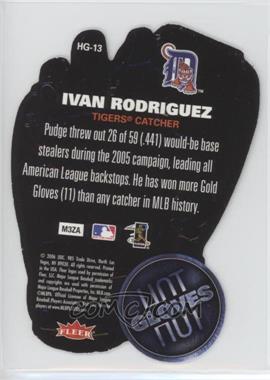 HG-13
IVAN RODRIGUEZ
TIGERS® CATCHER
Pudge threw out 26 of 59 (.441) would-be base
stealers during the 2005 campaign, leading all
American League backstops. He has won more Gold
Gloves (11) than any catcher in MLB history.
M3ZA
FLEER
HOT
GLOVES
HOT
COMC